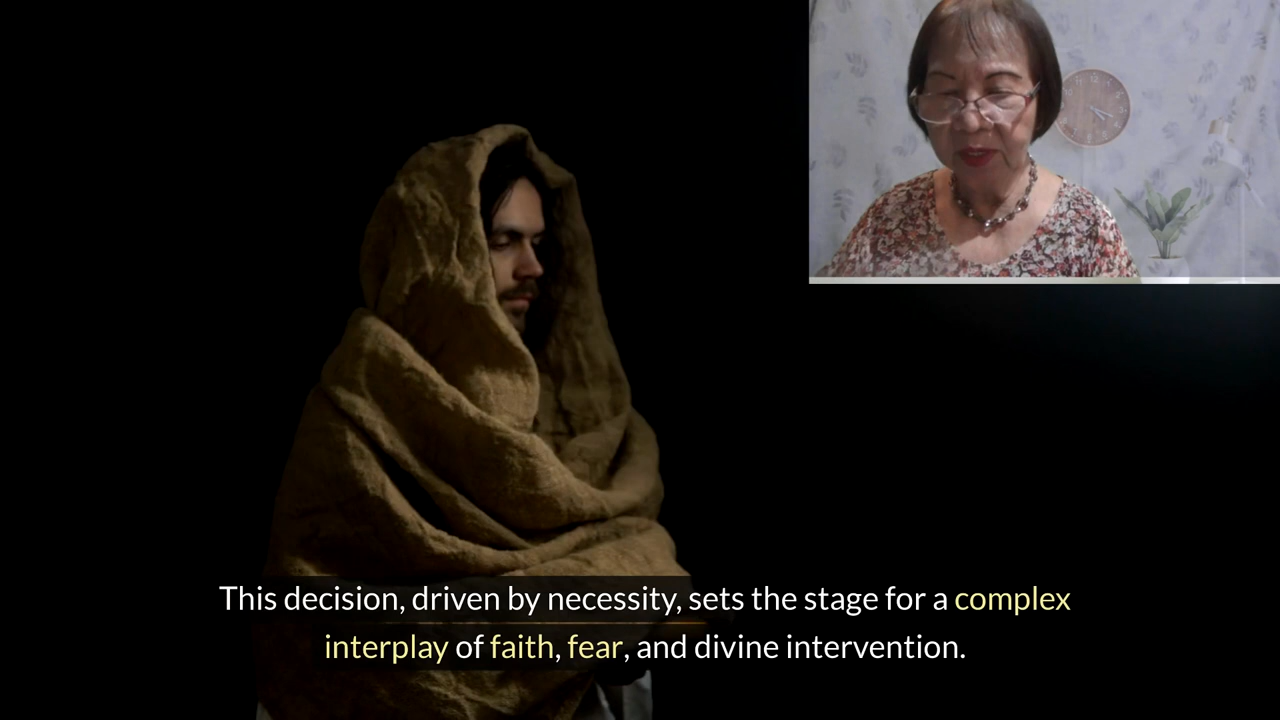 This decision, driven by necessity, sets the stage for a complex
interplay of faith, fear, and divine intervention.